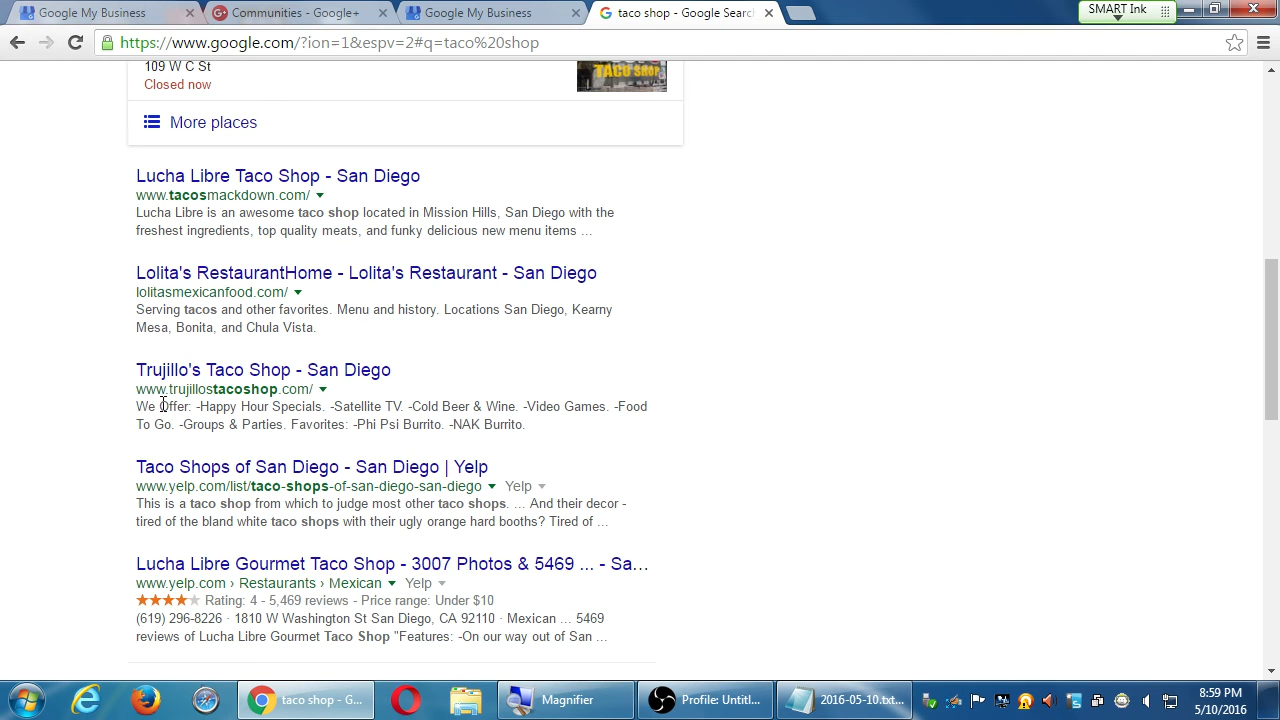 Google My Business
Communities - Google+
Google My Business
taco shop - Google Searc
SMART Ink
https://www.google.com/?ion=1&espv=2#q=taco%20shop
109 W C St
Closed now
TACO SHOP
More places
Lucha Libre Taco Shop - San Diego
www.tacosmackdown.com/
Lucha Libre is an awesome taco shop located in Mission Hills, San Diego with the
freshest ingredients, top quality meats, and funky delicious new menu items ...
Lolita's RestaurantHome - Lolita's Restaurant - San Diego
lolitasmexicanfood.com/
Serving tacos and other favorites. Menu and history. Locations San Diego, Kearny
Mesa, Bonita, and Chula Vista.
Trujillo's Taco Shop - San Diego
www.trujillostacoshop.com/
We Offer: -Happy Hour Specials. -Satellite TV. -Cold Beer & Wine. -Video Games. -Food
To Go. -Groups & Parties. Favorites: -Phi Psi Burrito. -NAK Burrito.
Taco Shops of San Diego - San Diego | Yelp
www.yelp.com/list/taco-shops-of-san-diego-san-diego Yelp
This is a taco shop from which to judge most other taco shops. ... And their decor -
tired of the bland white taco shops with their ugly orange hard booths? Tired of ...
Lucha Libre Gourmet Taco Shop - 3007 Photos & 5469 ... - Sa...
www.yelp.com › Restaurants › Mexican Yelp
Rating: 4 - 5,469 reviews - Price range: Under $10
(619) 296-8226 · 1810 W Washington St San Diego, CA 92110 · Mexican ... 5469
reviews of Lucha Libre Gourmet Taco Shop "Features: -On our way out of San ...
taco shop - G...
Magnifier
Profile: Untitl...
2016-05-10.txt...
8:59 PM
5/10/2016